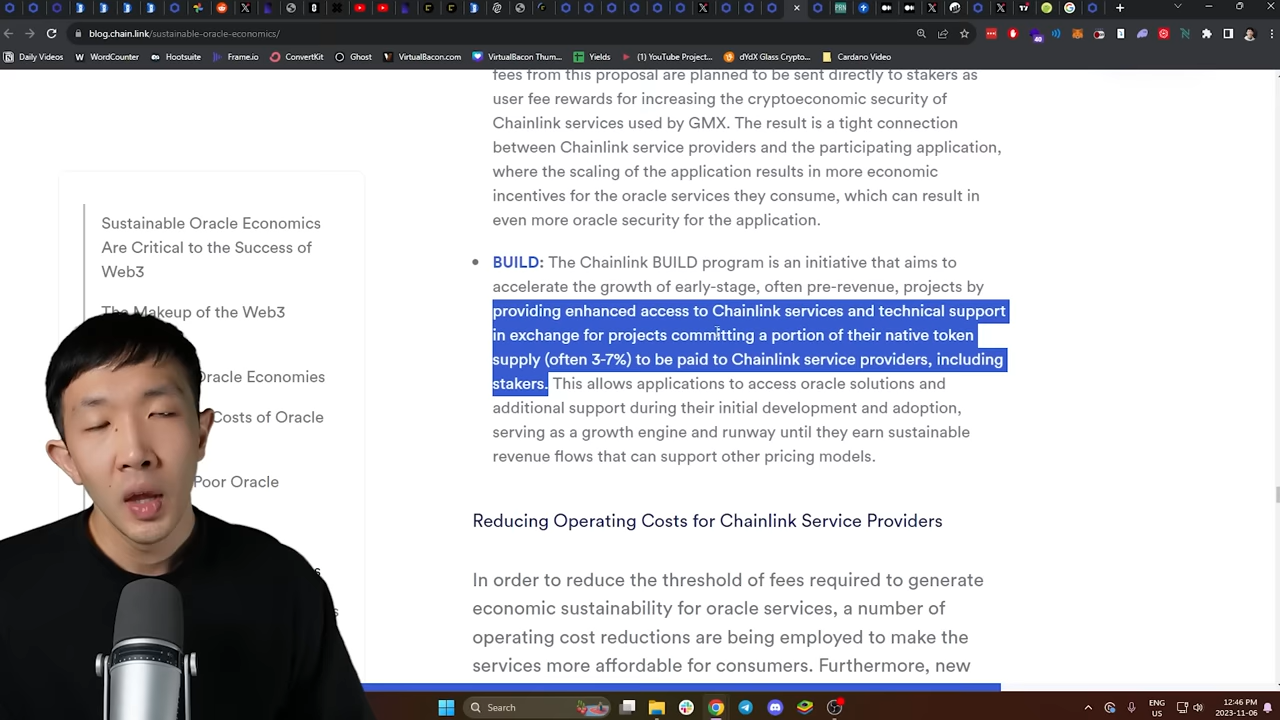 blog.chain.link/sustainable-oracle-economics/
Daily Videos
WordCounter
Hootsuite
Frame.io
ConvertKit
Ghost
VirtualBacon.com
VirtualBacon Thum...
Yields
(1) YouTube Project...
dYdX Glass Crypto...
Cardano Video
Sustainable Oracle Economics
Are Critical to the Success of
Web3
The Makeup of the Web3
Oracle Economies
Costs of Oracle
Poor Oracle
fees from this proposal are planned to be sent directly to stakers as
user fee rewards for increasing the cryptoeconomic security of
Chainlink services used by GMX. The result is a tight connection
between Chainlink service providers and the participating application,
where the scaling of the application results in more economic
incentives for the oracle services they consume, which can result in
even more oracle security for the application.
• BUILD: The Chainlink BUILD program is an initiative that aims to
accelerate the growth of early-stage, often pre-revenue, projects by
providing enhanced access to Chainlink services and technical support
in exchange for projects committing a portion of their native token
supply (often 3-7%) to be paid to Chainlink service providers, including
stakers. This allows applications to access oracle solutions and
additional support during their initial development and adoption,
serving as a growth engine and runway until they earn sustainable
revenue flows that can support other pricing models.
Reducing Operating Costs for Chainlink Service Providers
In order to reduce the threshold of fees required to generate
economic sustainability for oracle services, a number of
operating cost reductions are being employed to make the
services more affordable for consumers. Furthermore, new
Search
ENG
US
12:46 PM
2023-11-06